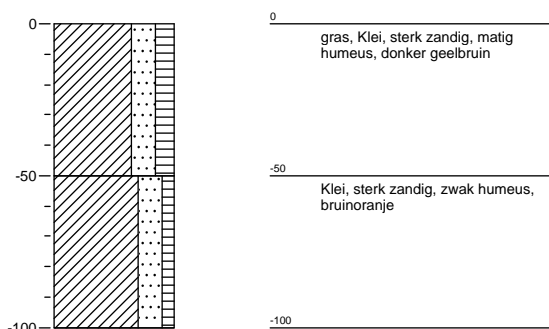 0
-50
-100
0
gras, Klei, sterk zandig, matig
humeus, donker geelbruin
-50
Klei, sterk zandig, zwak humeus,
bruinoranje
-100